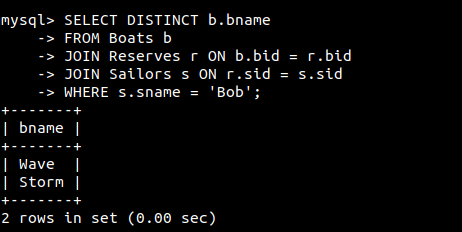 mysql> SELECT DISTINCT b.bname
    -> FROM Boats b
    -> JOIN Reserves r ON b.bid = r.bid
    -> JOIN Sailors s ON r.sid = s.sid
    -> WHERE s.sname = 'Bob';
+-------+
| bname |
+-------+
| Wave  |
| Storm |
+-------+
2 rows in set (0.00 sec)